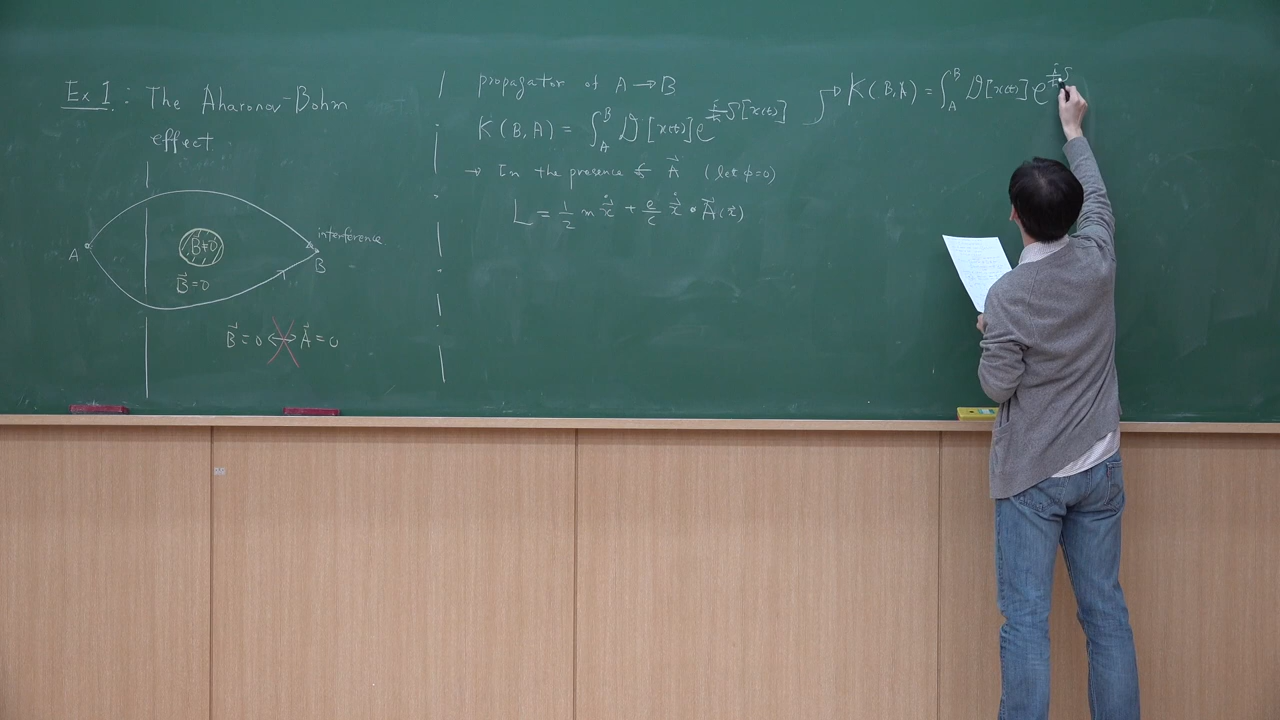 Ex 1 : The Aharonov-Bohm
effect
A
B≠0
B⃗=0
interference
B
B⃗ = 0 ↔ A⃗ = 0
propagator of A → B
K(B,A) = ∫_A^B 𝒟[x(t)] e^{i/ħ S[x(t)]}
→ In the presence of A⃗ (let φ=0)
L = 1/2 m ẋ⃗ + e/c ẋ⃗ • A⃗(x⃗)
→ K(B,A) = ∫_A^B 𝒟[x(t)] e^{i/ħ S